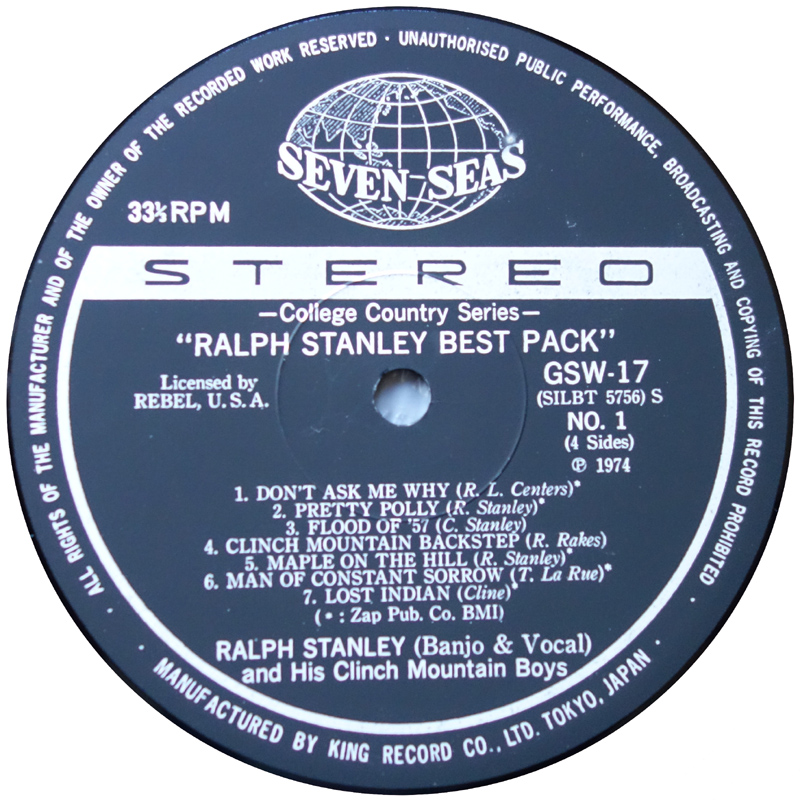 ALL RIGHTS OF THE MANUFACTURER AND OF THE OWNER OF THE RECORDED WORK RESERVED · UNAUTHORISED PUBLIC PERFORMANCE, BROADCASTING AND COPYING OF THIS RECORD PROHIBITED
SEVEN SEAS
33⅓ RPM
STEREO
—College Country Series—
"RALPH STANLEY BEST PACK"
Licensed by
REBEL, U.S.A.
GSW-17
(SILBT 5756) S
NO. 1
(4 Sides)
℗ 1974
1. DON'T ASK ME WHY (R. L. Centers)*
2. PRETTY POLLY (R. Stanley)*
3. FLOOD OF '57 (C. Stanley)
4. CLINCH MOUNTAIN BACKSTEP (R. Rakes)
5. MAPLE ON THE HILL (R. Stanley)*
6. MAN OF CONSTANT SORROW (T. La Rue)*
7. LOST INDIAN (Cline)*
(* : Zap Pub. Co. BMI)
RALPH STANLEY (Banjo & Vocal)
and His Clinch Mountain Boys
· MANUFACTURED BY KING RECORD CO., LTD. TOKYO, JAPAN ·